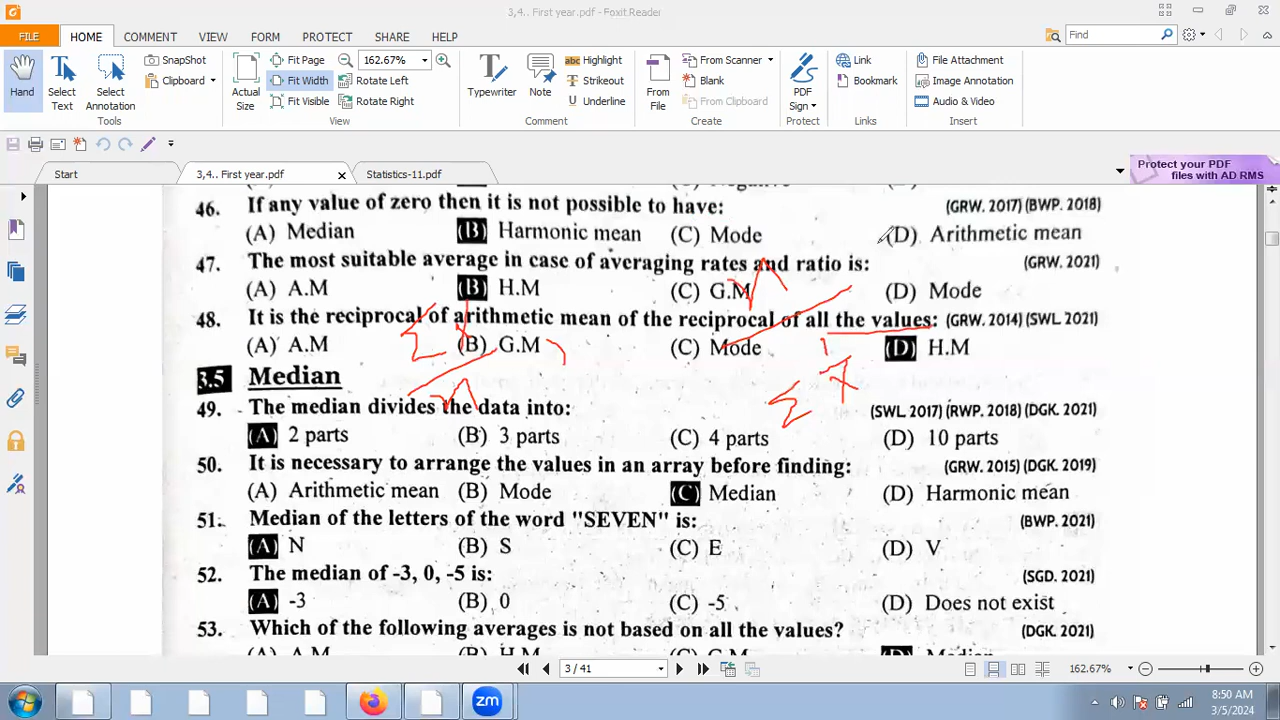 3,4.. First year.pdf - Foxit Reader
FILE HOME COMMENT VIEW FORM PROTECT SHARE HELP
Find
SnapShot Fit Page 162.67% abc Highlight From Scanner Link File Attachment
Clipboard Fit Width Rotate Left Strikeout Blank Bookmark Image Annotation
Fit Visible Rotate Right Underline From Clipboard Audio & Video
Hand Select Text Select Annotation Actual Size Typewriter Note From File PDF Sign
Tools View Comment Create Protect Links Insert
Start 3,4.. First year.pdf Statistics-11.pdf
Protect your PDF
files with AD RMS
46. If any value of zero then it is not possible to have: (GRW. 2017) (BWP. 2018)
(A) Median (B) Harmonic mean (C) Mode (D) Arithmetic mean
47. The most suitable average in case of averaging rates and ratio is: (GRW. 2021)
(A) A.M (B) H.M (C) G.M (D) Mode
48. It is the reciprocal of arithmetic mean of the reciprocal of all the values: (GRW. 2014) (SWL. 2021)
(A) A.M (B) G.M (C) Mode (D) H.M
Σ x
n
n
Σ 1
x
3.5 Median
49. The median divides the data into: (SWL. 2017) (RWP. 2018) (DGK. 2021)
(A) 2 parts (B) 3 parts (C) 4 parts (D) 10 parts
50. It is necessary to arrange the values in an array before finding: (GRW. 2015) (DGK. 2019)
(A) Arithmetic mean (B) Mode (C) Median (D) Harmonic mean
51. Median of the letters of the word "SEVEN" is: (BWP. 2021)
(A) N (B) S (C) E (D) V
52. The median of -3, 0, -5 is: (SGD. 2021)
(A) -3 (B) 0 (C) -5 (D) Does not exist
53. Which of the following averages is not based on all the values? (DGK. 2021)
3 / 41 162.67%
zm
8:50 AM
3/5/2024